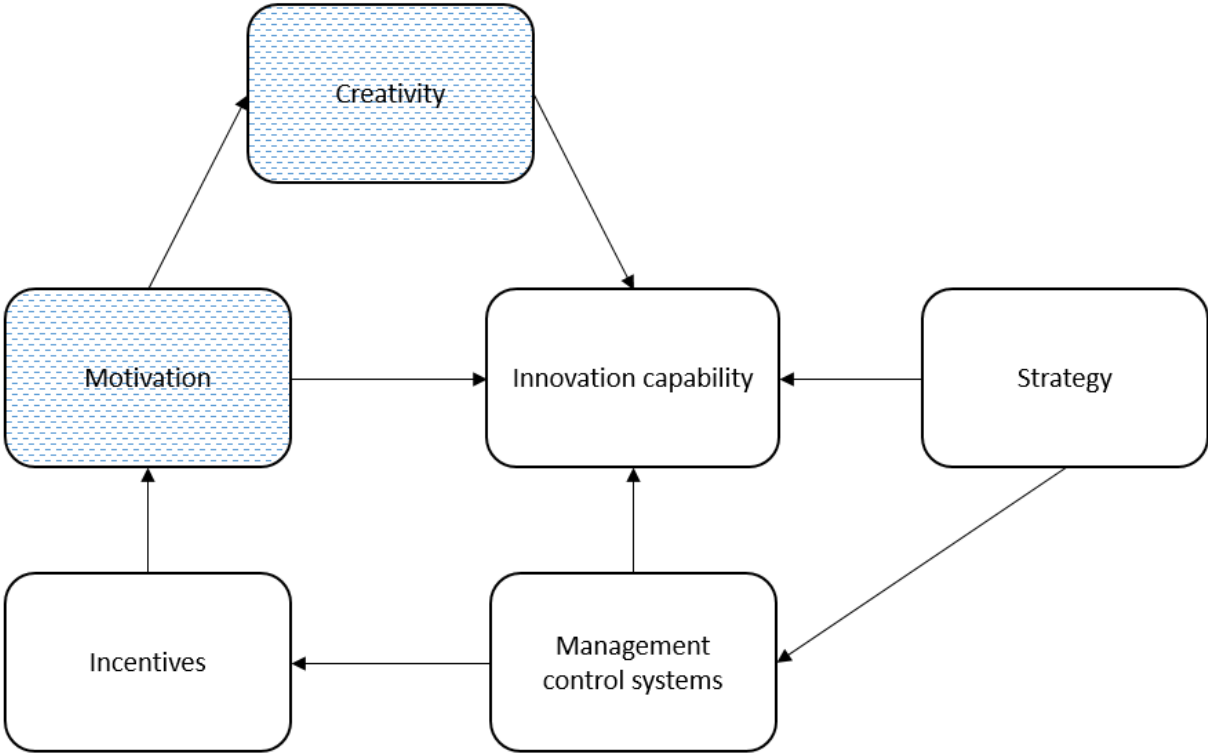 Creativity
Motivation
Innovation capability
Strategy
Incentives
Management
control systems